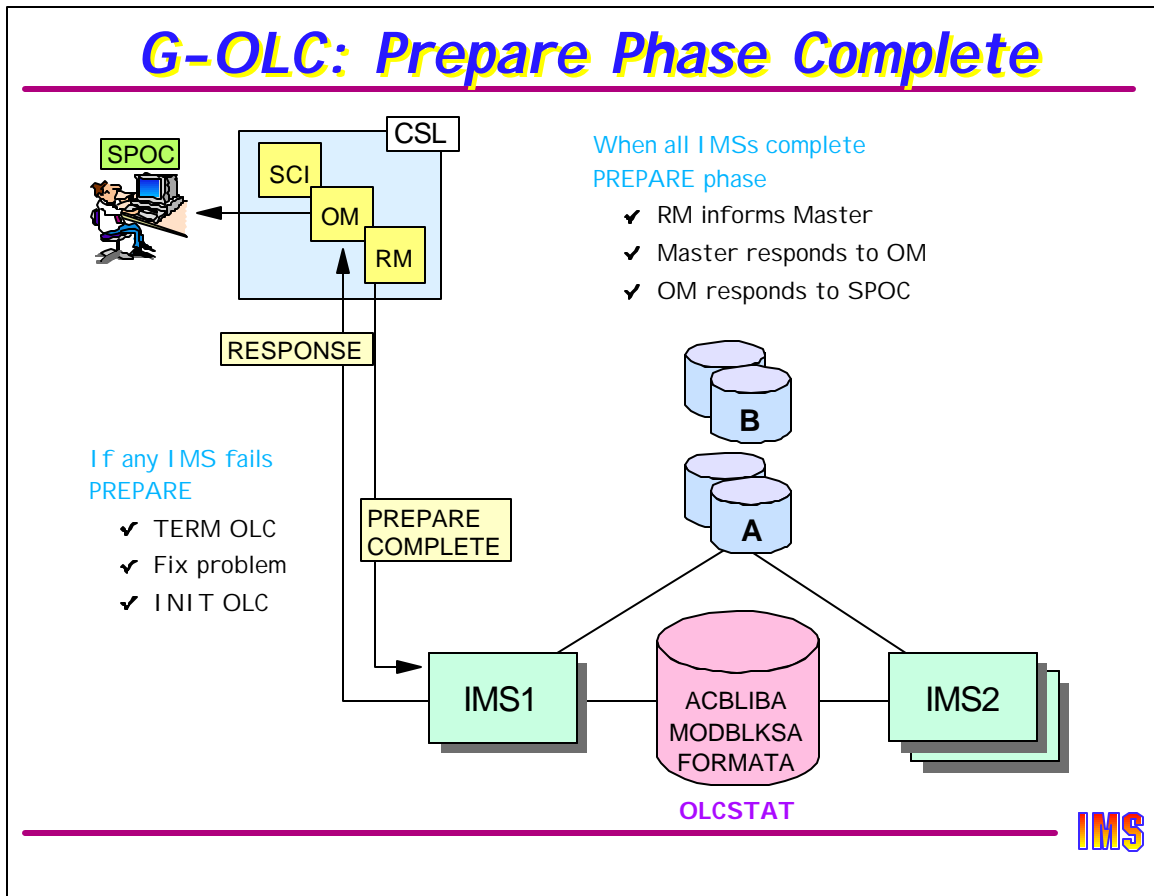 G-OLC: Prepare Phase Complete
CSL
SPOC
SCI
OM
RM
When all IMSs complete
PREPARE phase
✔ RM informs Master
✔ Master responds to OM
✔ OM responds to SPOC
RESPONSE
B
If any IMS fails
PREPARE
✔ TERM OLC
✔ Fix problem
✔ INIT OLC
PREPARE
COMPLETE
A
IMS1
ACBLIBA
MODBLKSA
FORMATA
IMS2
OLCSTAT
IMS